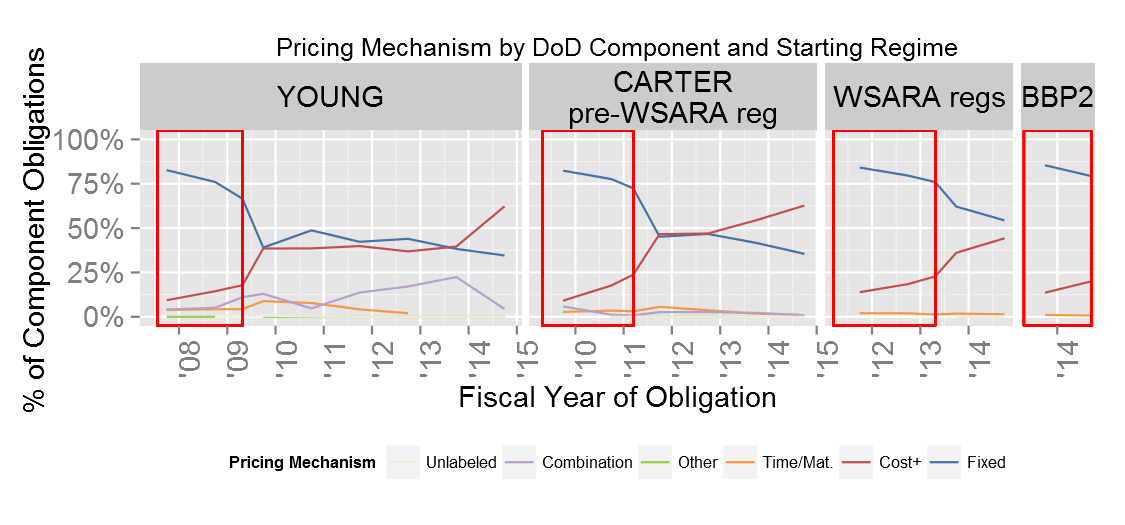 Pricing Mechanism by DoD Component and Starting Regime
YOUNG
CARTER
pre-WSARA reg
WSARA regs
BBP2
% of Component Obligations
100%
75%
50%
25%
0%
'08 '09 '10 '11 '12 '13 '14 '15
'10 '11 '12 '13 '14 '15
'12 '13 '14
'14
Fiscal Year of Obligation
Pricing Mechanism Unlabeled Combination Other Time/Mat. Cost+ Fixed